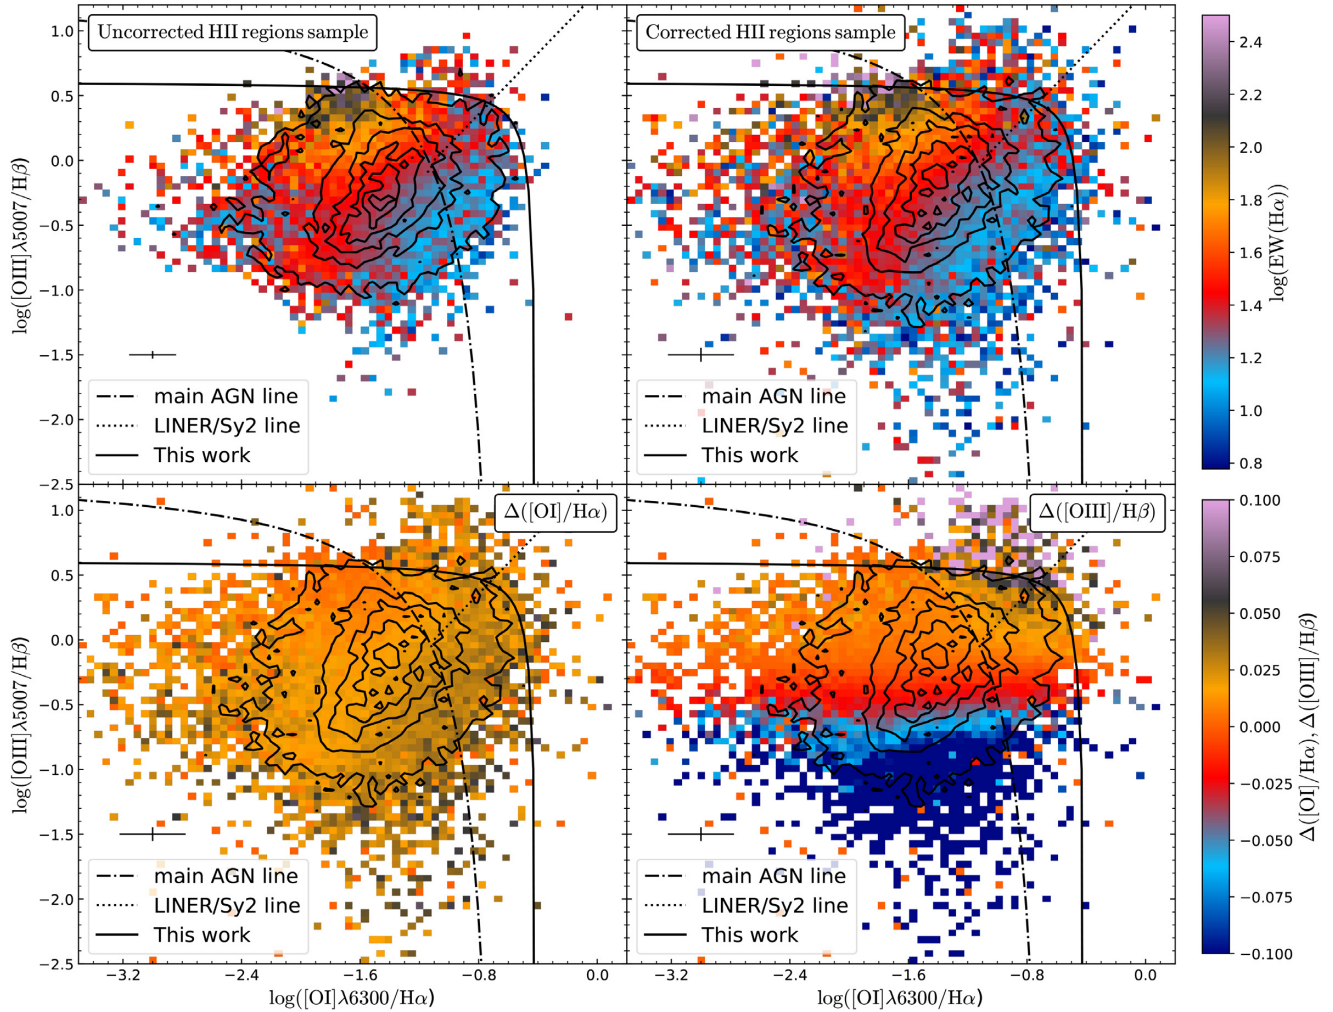 Uncorrected HII regions sample
Corrected HII regions sample
1.0
0.5
0.0
−0.5
−1.0
−1.5
−2.0
−2.5
log([OIII]λ5007/Hβ)
main AGN line
LINER/Sy2 line
This work
main AGN line
LINER/Sy2 line
This work
2.4
2.2
2.0
1.8
1.6
1.4
1.2
1.0
0.8
log(EW(Hα))
Δ([OI]/Hα)
Δ([OIII]/Hβ)
1.0
0.5
0.0
−0.5
−1.0
−1.5
−2.0
−2.5
log([OIII]λ5007/Hβ)
main AGN line
LINER/Sy2 line
This work
main AGN line
LINER/Sy2 line
This work
0.100
0.075
0.050
0.025
0.000
−0.025
−0.050
−0.075
−0.100
Δ([OI]/Hα), Δ([OIII]/Hβ)
−3.2 −2.4 −1.6 −0.8 0.0
−3.2 −2.4 −1.6 −0.8 0.0
log([OI]λ6300/Hα)
log([OI]λ6300/Hα)